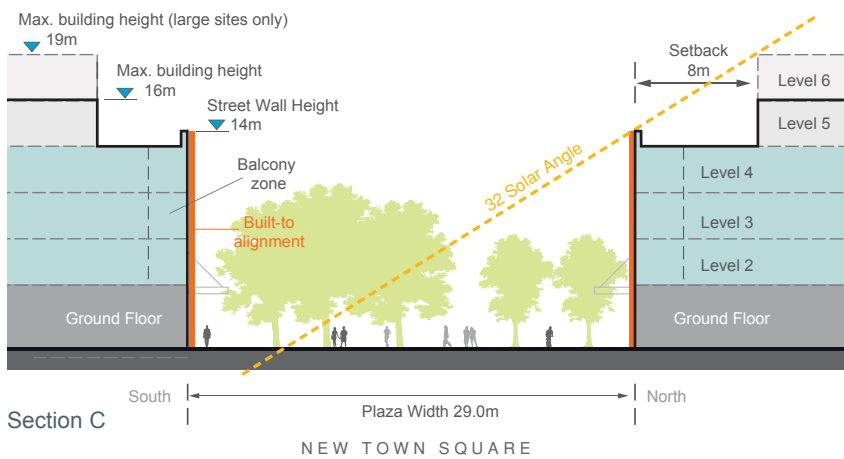 Max. building height (large sites only)
19m
Max. building height
16m
Street Wall Height
14m
Setback
8m
Level 6
Level 5
Balcony
zone
32 Solar Angle
Level 4
Built-to
alignment
Level 3
Level 2
Ground Floor
Ground Floor
South
North
Plaza Width 29.0m
Section C
NEW TOWN SQUARE